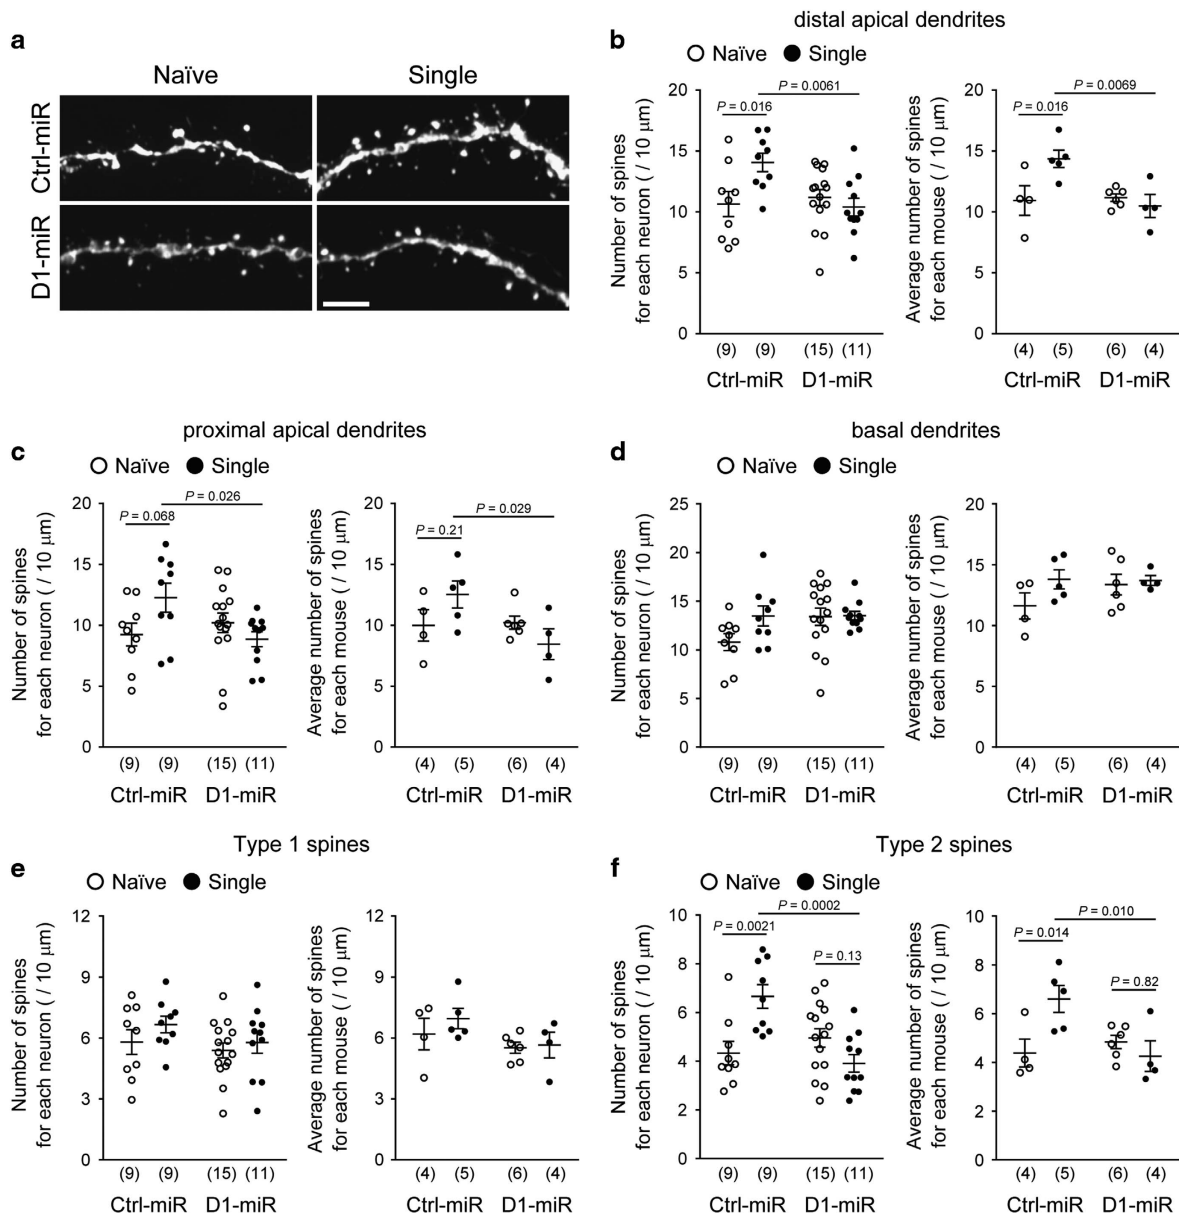 a
Naïve Single
Ctrl-miR
D1-miR
b
distal apical dendrites
Naïve Single
Number of spines
for each neuron ( / 10 μm)
20
15
10
5
0
P = 0.016
P = 0.0061
(9) (9) (15) (11)
Ctrl-miR D1-miR
Average number of spines
for each mouse ( / 10 μm)
20
15
10
5
0
P = 0.016
P = 0.0069
(4) (5) (6) (4)
Ctrl-miR D1-miR
c
proximal apical dendrites
Naïve Single
Number of spines
for each neuron ( / 10 μm)
20
15
10
5
0
P = 0.068
P = 0.026
(9) (9) (15) (11)
Ctrl-miR D1-miR
Average number of spines
for each mouse ( / 10 μm)
20
15
10
5
0
P = 0.21
P = 0.029
(4) (5) (6) (4)
Ctrl-miR D1-miR
d
basal dendrites
Naïve Single
Number of spines
for each neuron ( / 10 μm)
25
20
15
10
5
0
(9) (9) (15) (11)
Ctrl-miR D1-miR
Average number of spines
for each mouse ( / 10 μm)
20
15
10
5
0
(4) (5) (6) (4)
Ctrl-miR D1-miR
e
Type 1 spines
Naïve Single
Number of spines
for each neuron ( / 10 μm)
12
9
6
3
0
(9) (9) (15) (11)
Ctrl-miR D1-miR
Average number of spines
for each mouse ( / 10 μm)
12
9
6
3
0
(4) (5) (6) (4)
Ctrl-miR D1-miR
f
Type 2 spines
Naïve Single
Number of spines
for each neuron ( / 10 μm)
10
8
6
4
2
0
P = 0.0021
P = 0.0002
P = 0.13
(9) (9) (15) (11)
Ctrl-miR D1-miR
Average number of spines
for each mouse ( / 10 μm)
10
8
6
4
2
0
P = 0.014
P = 0.010
P = 0.82
(4) (5) (6) (4)
Ctrl-miR D1-miR